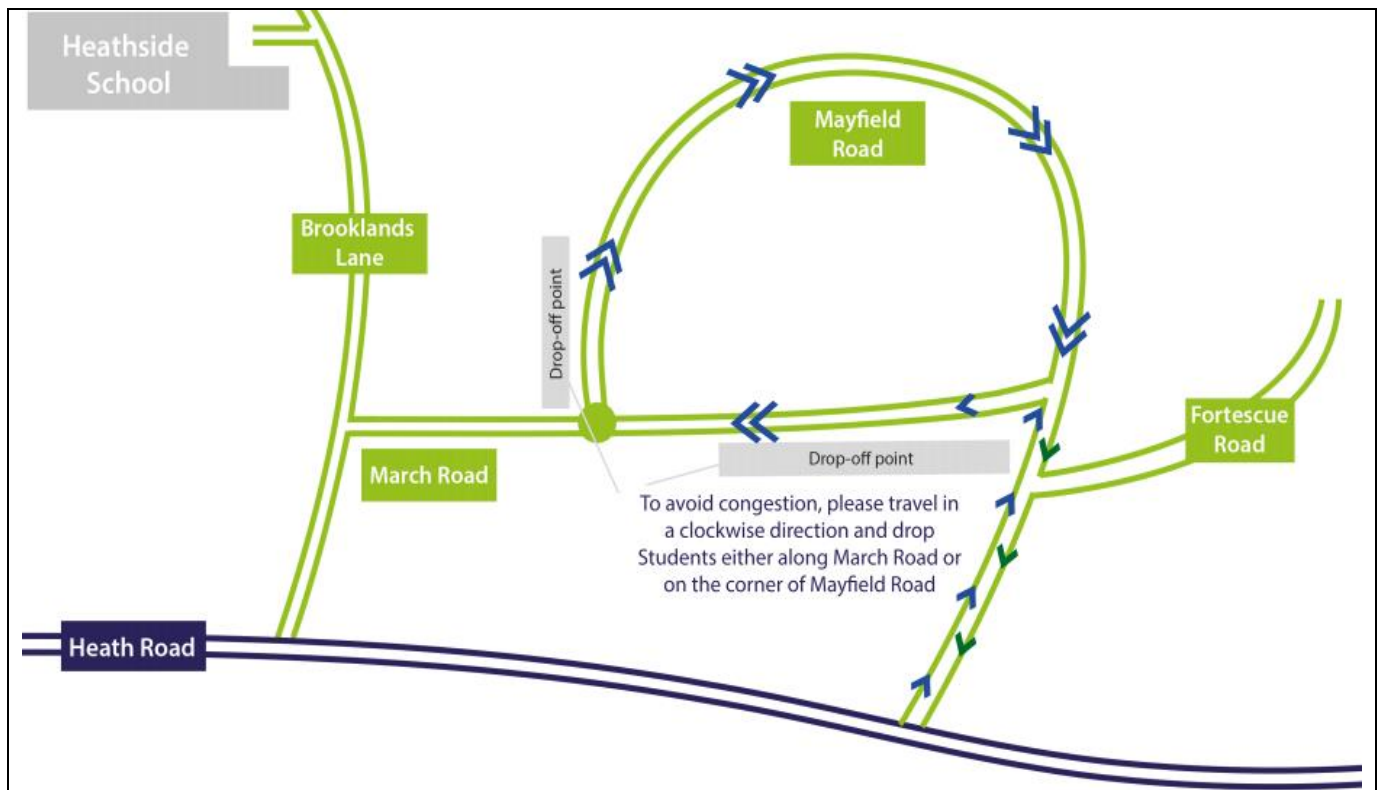 Heathside
School
Mayfield
Road
Brooklands
Lane
Drop-off point
Fortescue
Road
Drop-off point
March Road
To avoid congestion, please travel in
a clockwise direction and drop
Students either along March Road or
on the corner of Mayfield Road
Heath Road